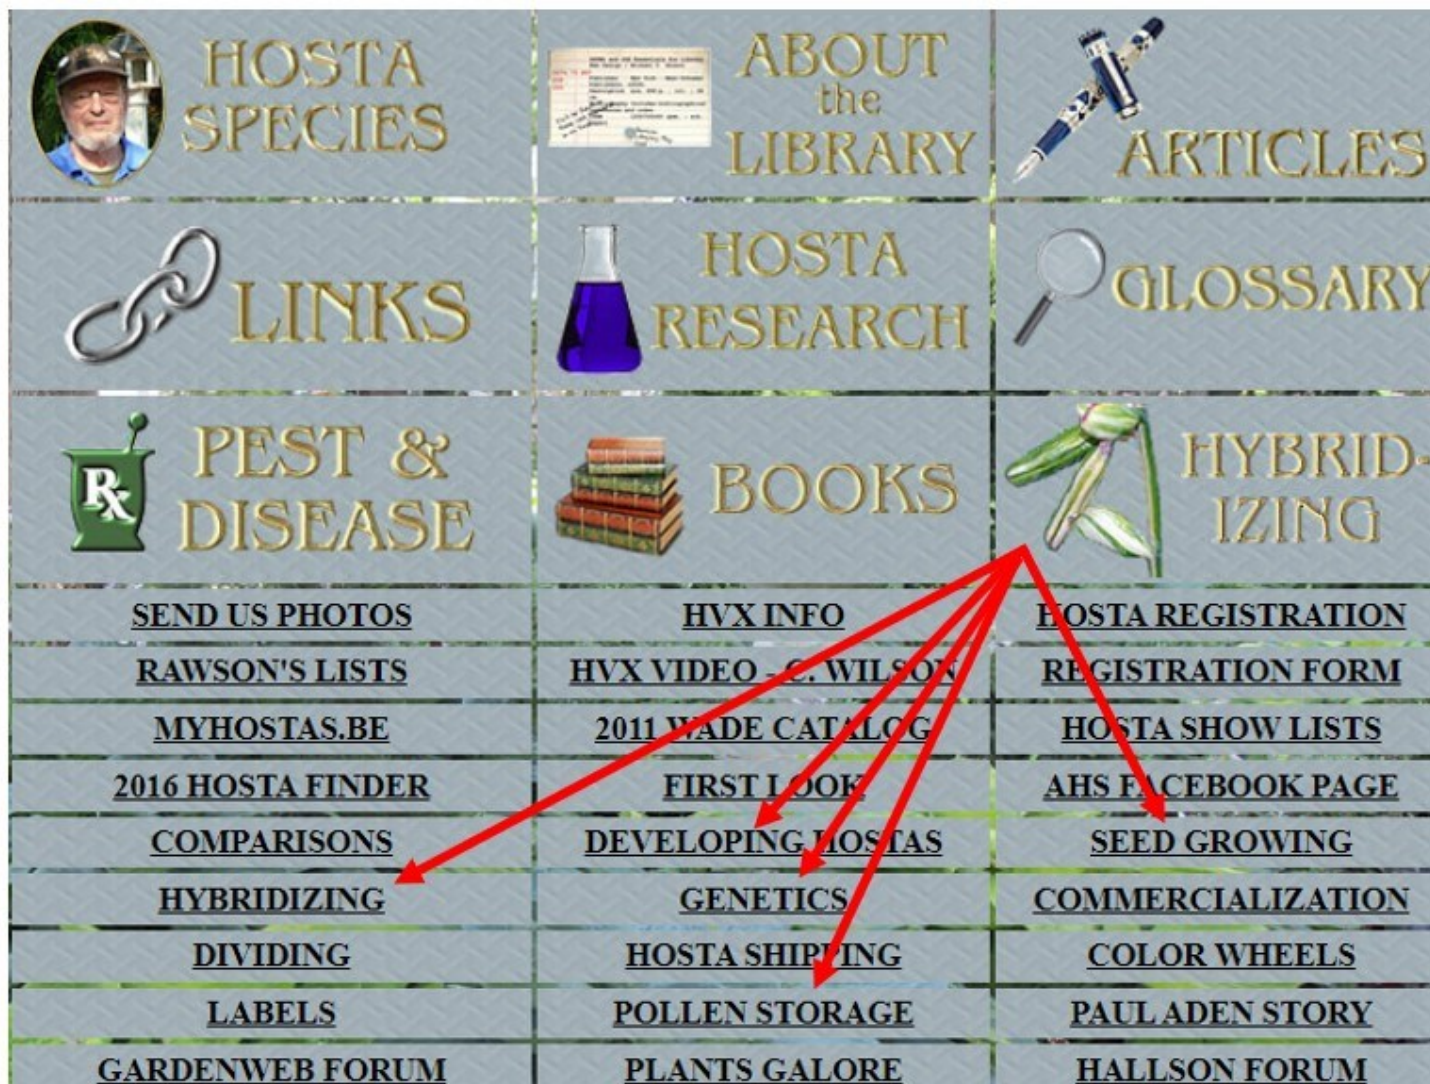 HOSTA
SPECIES
ABOUT
the
LIBRARY
ARTICLES
LINKS
HOSTA
RESEARCH
GLOSSARY
Rx
PEST &
DISEASE
BOOKS
HYBRID-
IZING
SEND US PHOTOS
HVX INFO
HOSTA REGISTRATION
RAWSON'S LISTS
HVX VIDEO - C. WILSON
REGISTRATION FORM
MYHOSTAS.BE
2011 WADE CATALOG
HOSTA SHOW LISTS
2016 HOSTA FINDER
FIRST LOOK
AHS FACEBOOK PAGE
COMPARISONS
DEVELOPING HOSTAS
SEED GROWING
HYBRIDIZING
GENETICS
COMMERCIALIZATION
DIVIDING
HOSTA SHIPPING
COLOR WHEELS
LABELS
POLLEN STORAGE
PAUL ADEN STORY
GARDENWEB FORUM
PLANTS GALORE
HALLSON FORUM